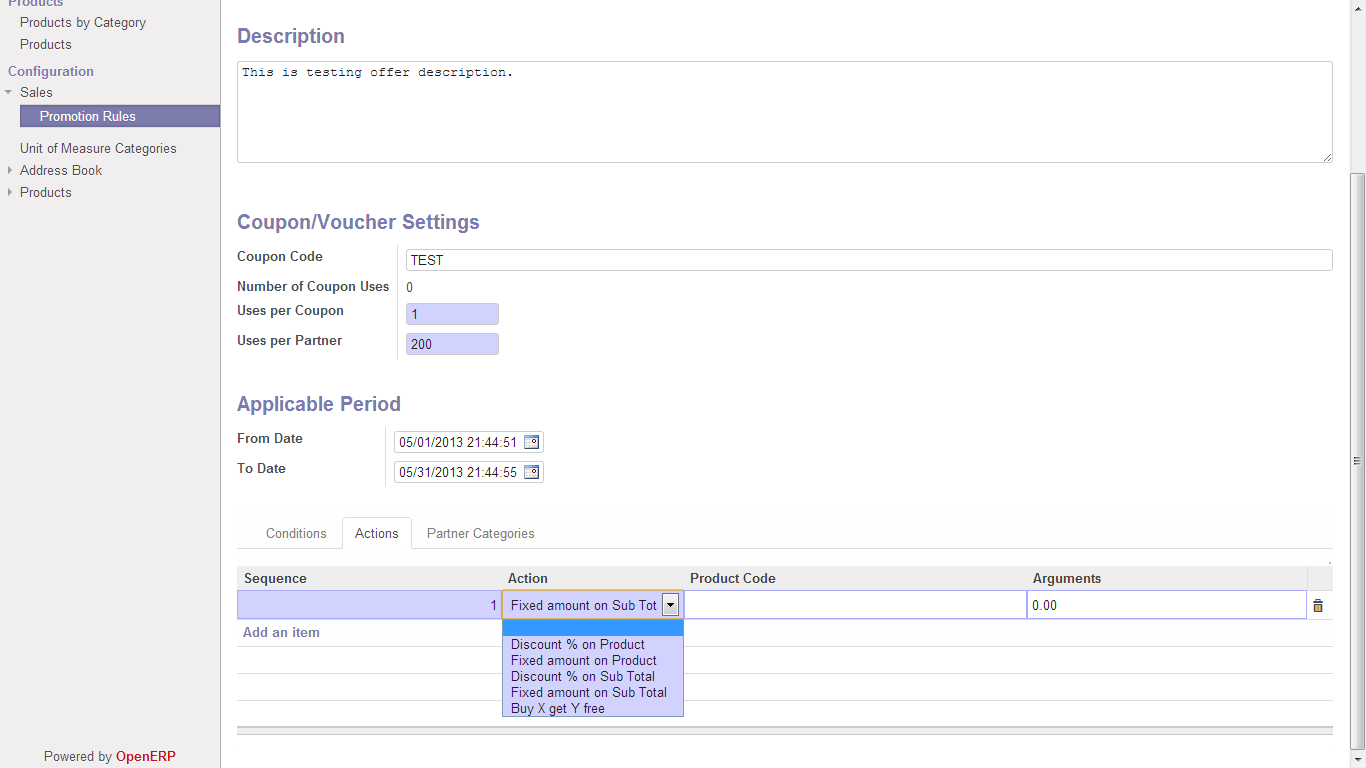 Products
Products by Category
Products
Configuration
Sales
Promotion Rules
Unit of Measure Categories
Address Book
Products
Powered by OpenERP
Description
This is testing offer description.
Coupon/Voucher Settings
Coupon Code TEST
Number of Coupon Uses 0
Uses per Coupon 1
Uses per Partner 200
Applicable Period
From Date 05/01/2013 21:44:51
To Date 05/31/2013 21:44:55
Conditions Actions Partner Categories
Sequence Action Product Code Arguments
1 Fixed amount on Sub Tot 0.00
Add an item
Discount % on Product
Fixed amount on Product
Discount % on Sub Total
Fixed amount on Sub Total
Buy X get Y free